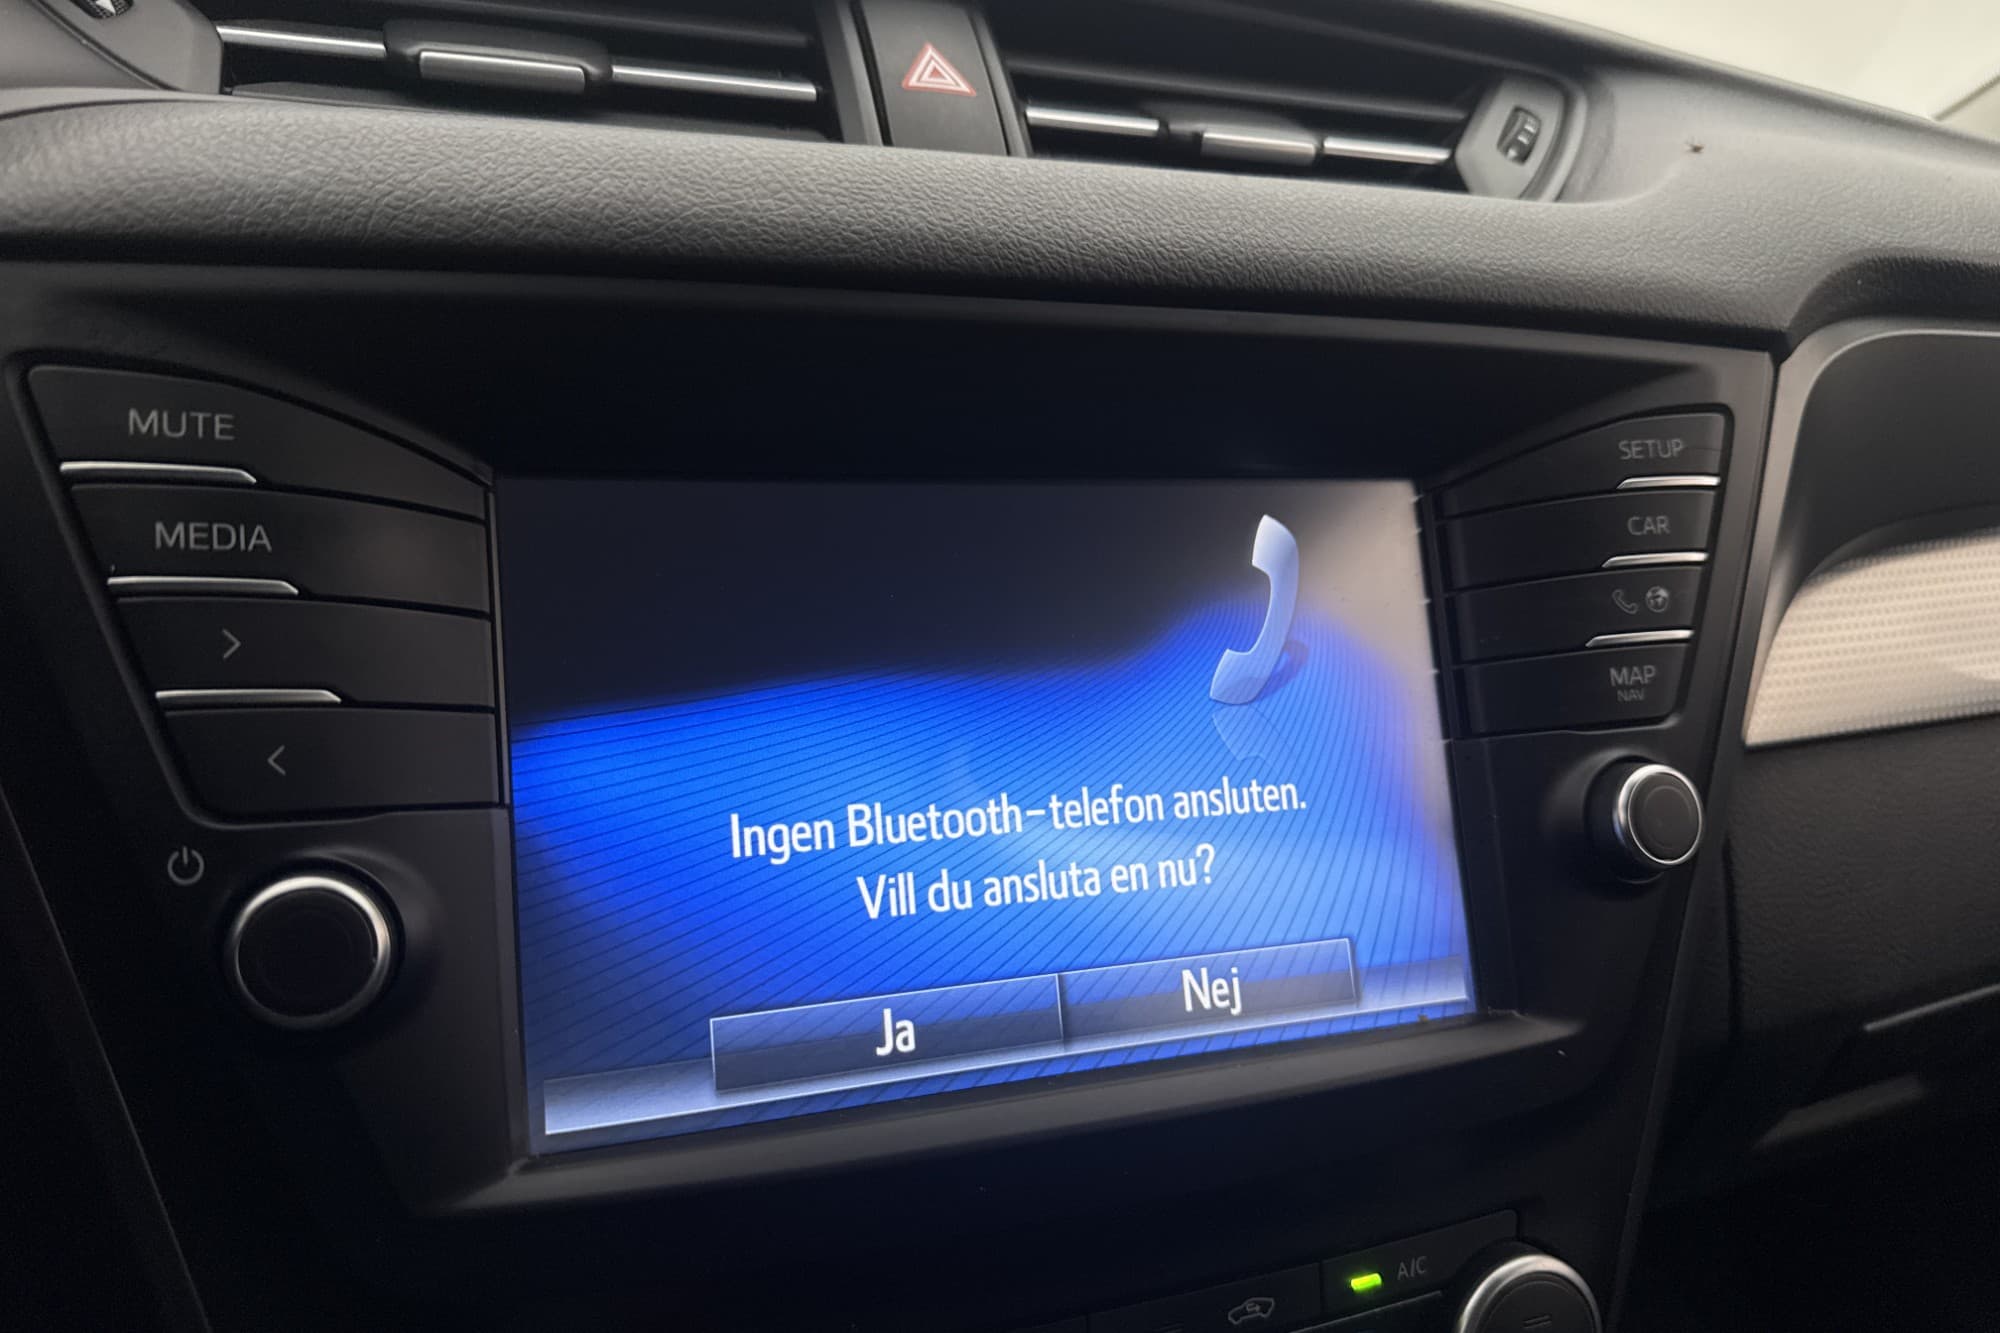 MUTE
MEDIA
SETUP
CAR
MAP
NAV
Ingen Bluetooth-telefon ansluten.
Vill du ansluta en nu?
Ja
Nej
A/C